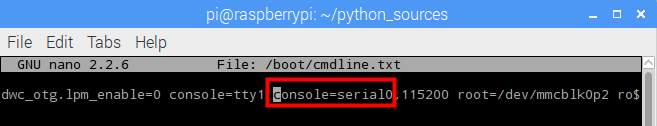 pi@raspberrypi: ~/python_sources
File Edit Tabs Help
GNU nano 2.2.6 File: /boot/cmdline.txt
dwc_otg.lpm_enable=0 console=tty1 console=serial0,115200 root=/dev/mmcblk0p2 ro$